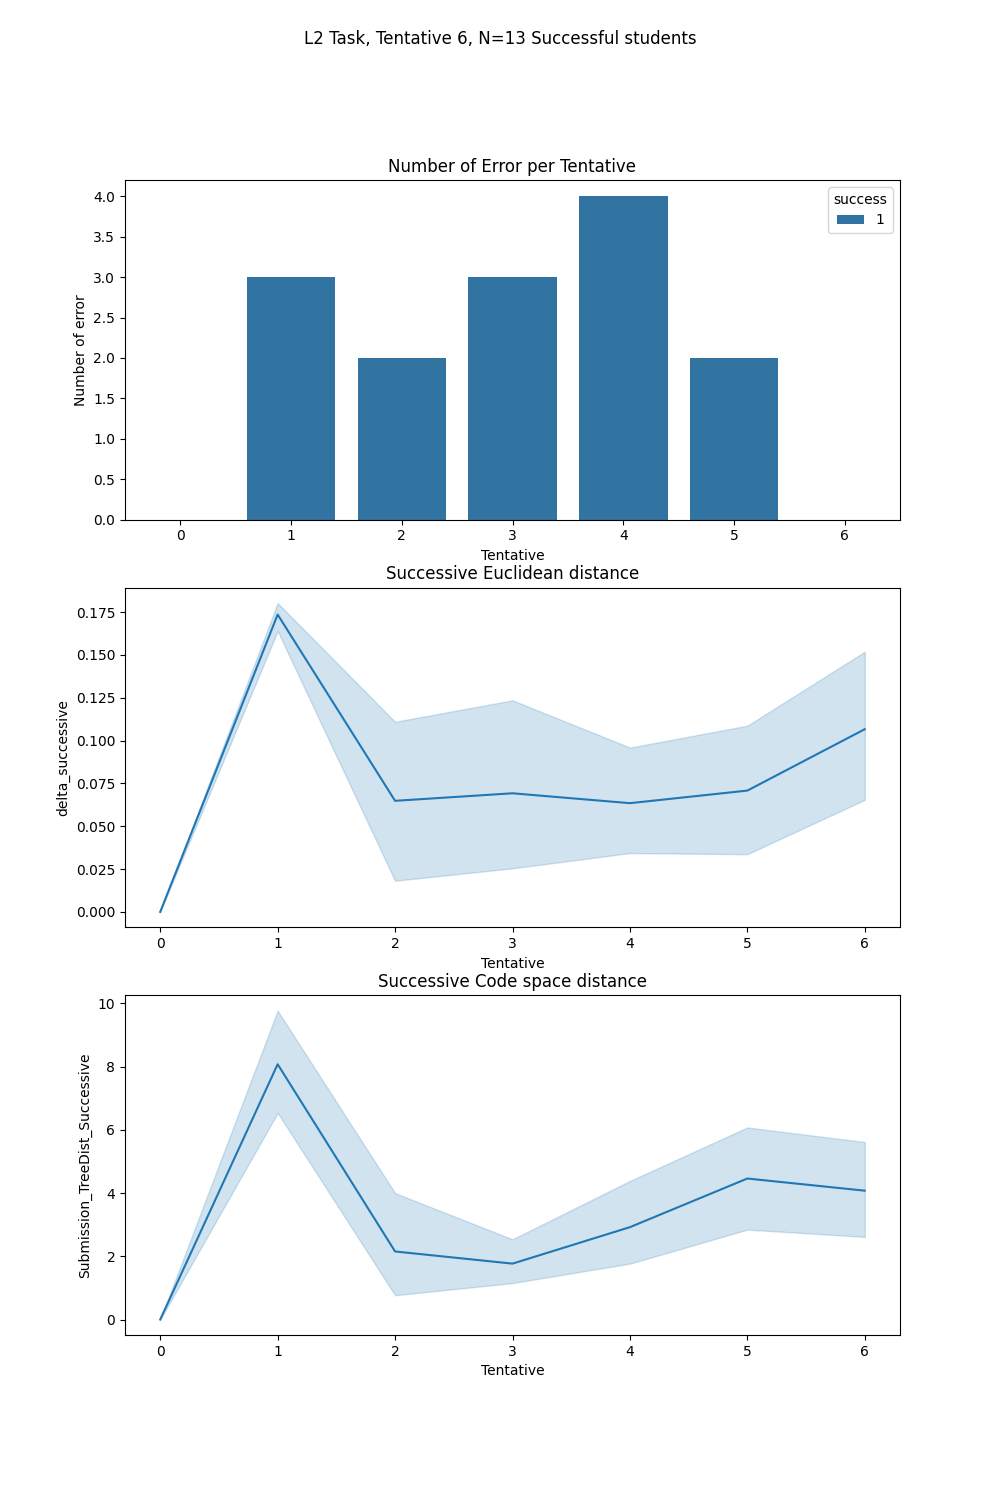 L2 Task, Tentative 6, N=13 Successful students
Number of Error per Tentative
success
1
Number of error
4.0
3.5
3.0
2.5
2.0
1.5
1.0
0.5
0.0
0 1 2 3 4 5 6
Tentative
Successive Euclidean distance
delta_successive
0.175
0.150
0.125
0.100
0.075
0.050
0.025
0.000
0 1 2 3 4 5 6
Tentative
Successive Code space distance
Submission_TreeDist_Successive
10
8
6
4
2
0
0 1 2 3 4 5 6
Tentative